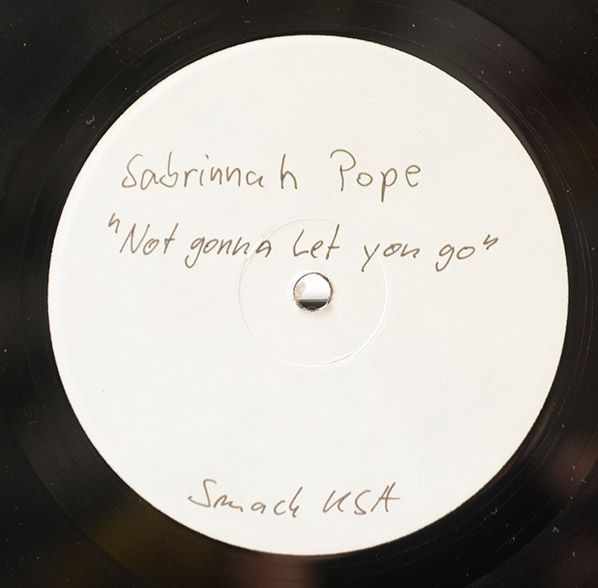 Sabrinnah Pope
"Not gonna let you go"
Smack USA